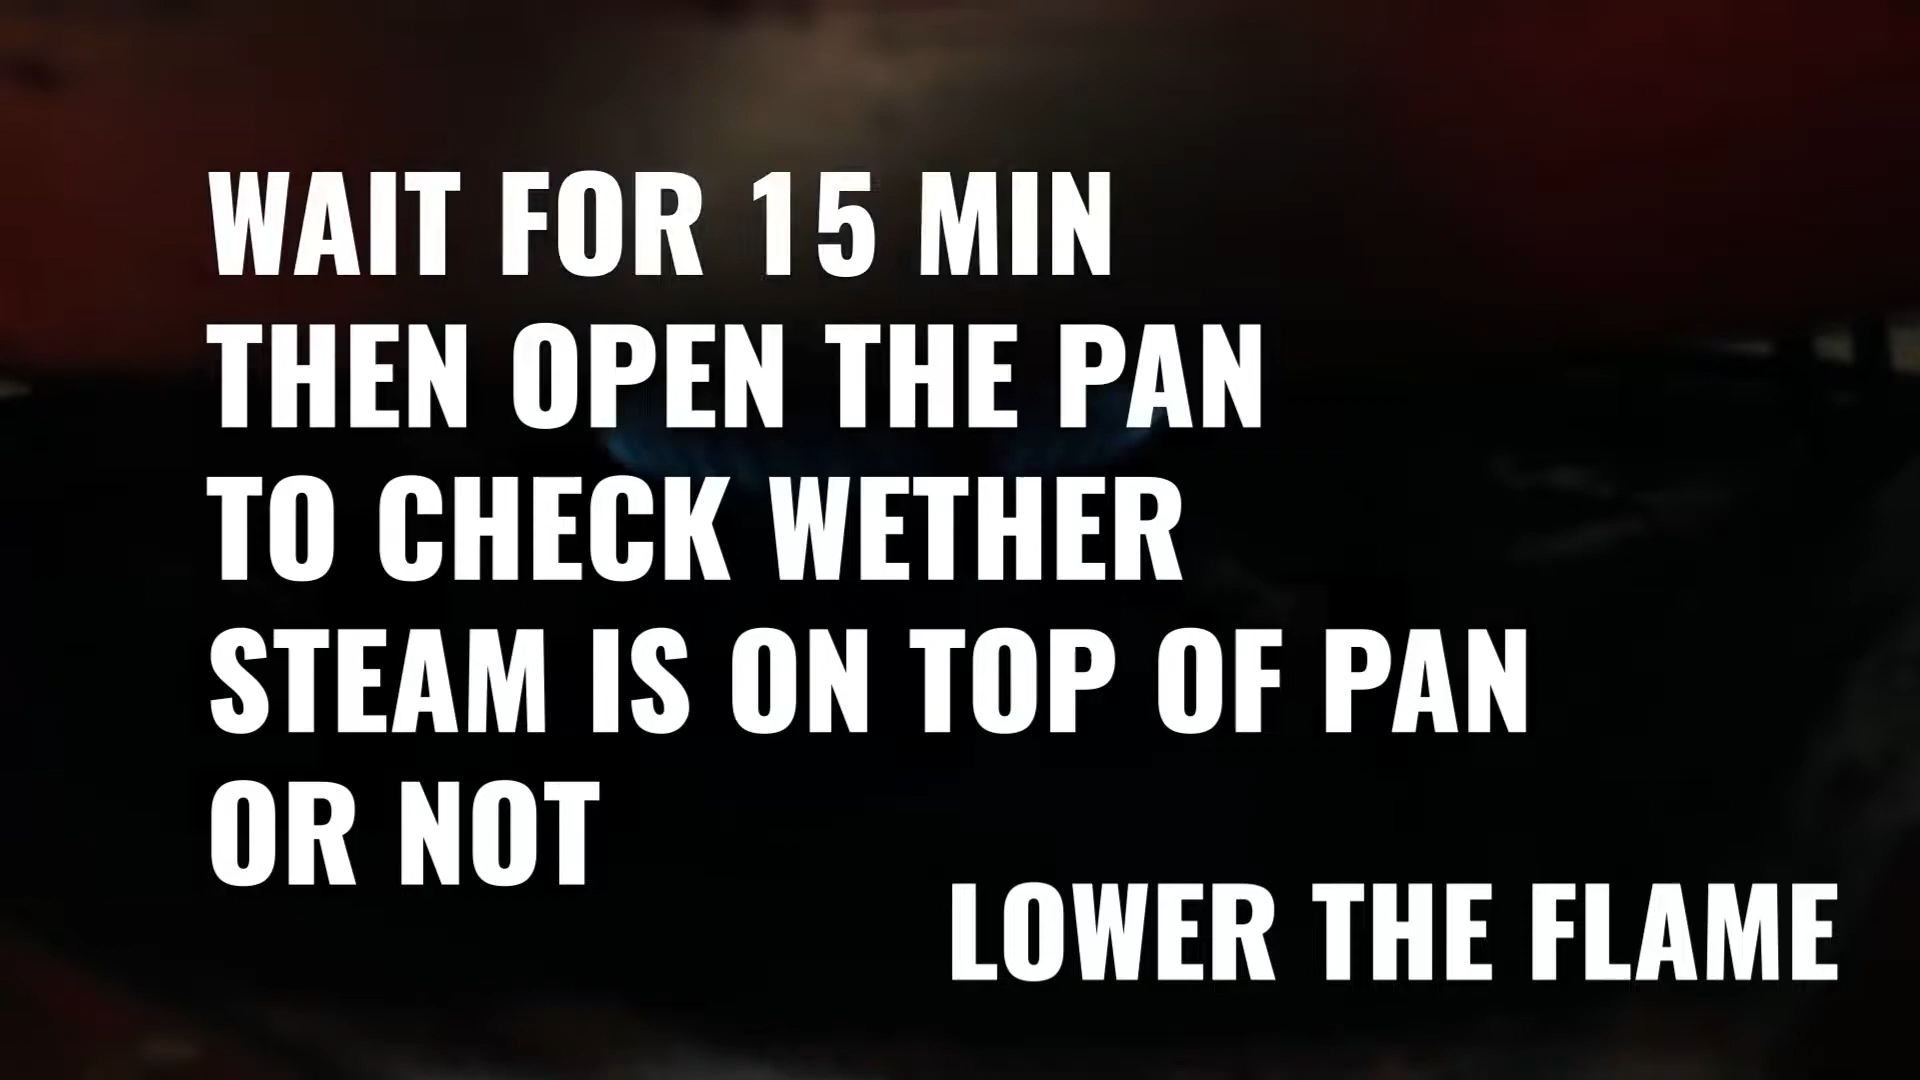 WAIT FOR 15 MIN
THEN OPEN THE PAN
TO CHECK WETHER
STEAM IS ON TOP OF PAN
OR NOT
LOWER THE FLAME